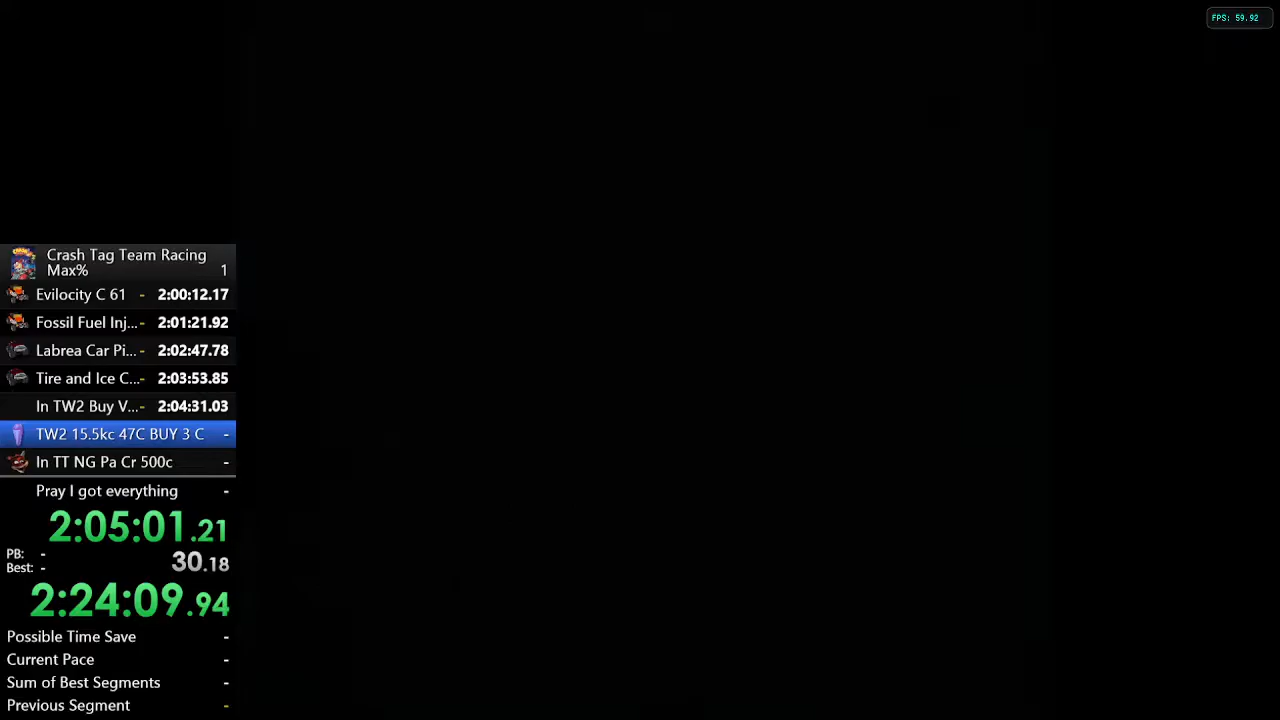 FPS: 59.92
Crash Tag Team Racing
Max% 1
Evilocity C 61 - 2:00:12.17
Fossil Fuel Inj...- 2:01:21.92
Labrea Car Pi...- 2:02:47.78
Tire and Ice C...- 2:03:53.85
In TW2 Buy V...- 2:04:31.03
TW2 15.5kc 47C BUY 3 C -
In TT NG Pa Cr 500c -
Pray I got everything -
2:05:01.21
PB: - 30.18
Best: -
2:24:09.94
Possible Time Save -
Current Pace -
Sum of Best Segments -
Previous Segment -